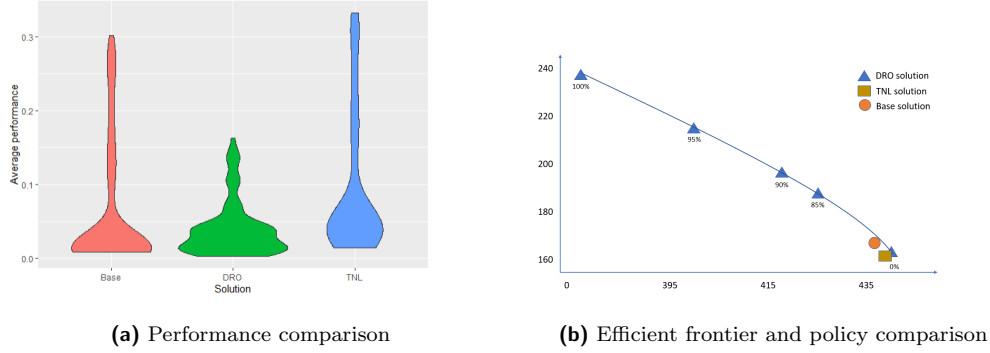 Average performance
0.3
0.2
0.1
0.0
Base
DRO
TNL
Solution
(a) Performance comparison
240
220
200
180
160
0
395
415
435
100%
95%
90%
85%
0%
DRO solution
TNL solution
Base solution
(b) Efficient frontier and policy comparison